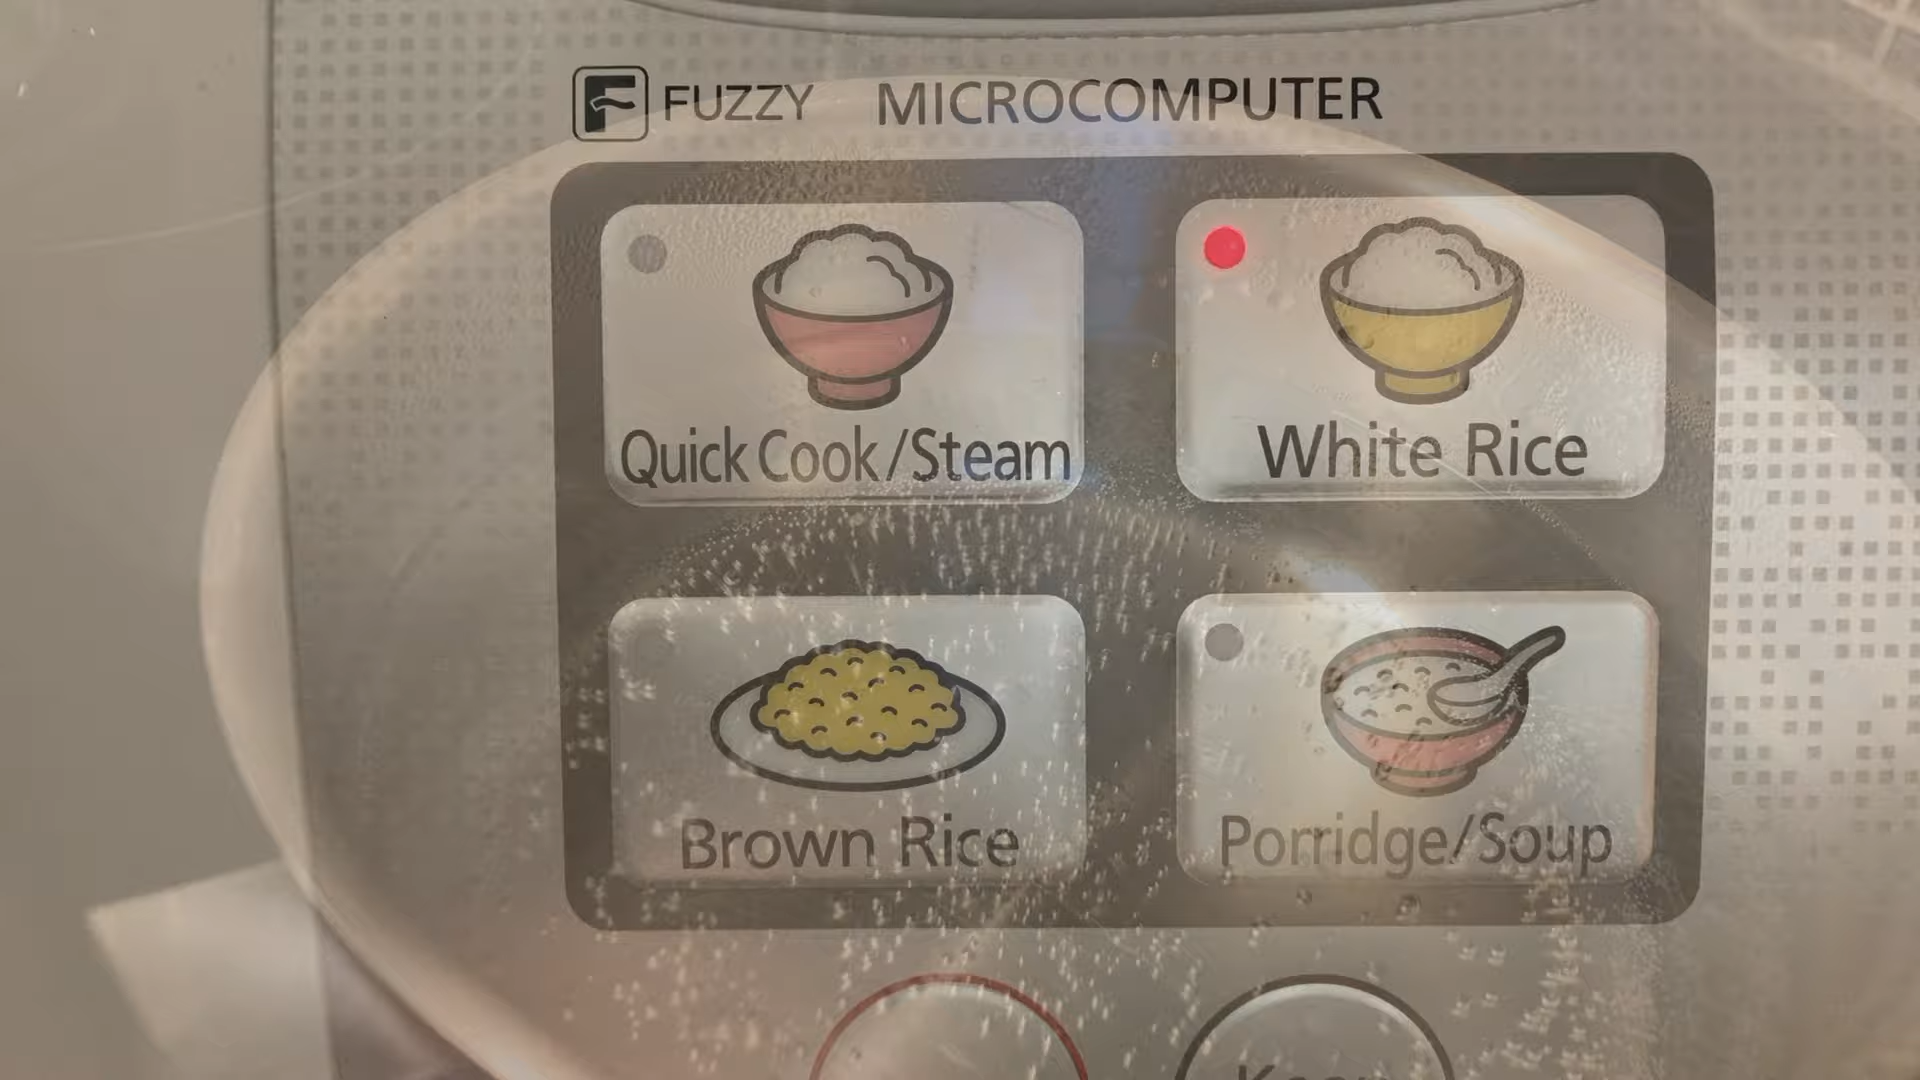 FUZZY MICROCOMPUTER
Quick Cook/Steam
White Rice
Brown Rice
Porridge/Soup